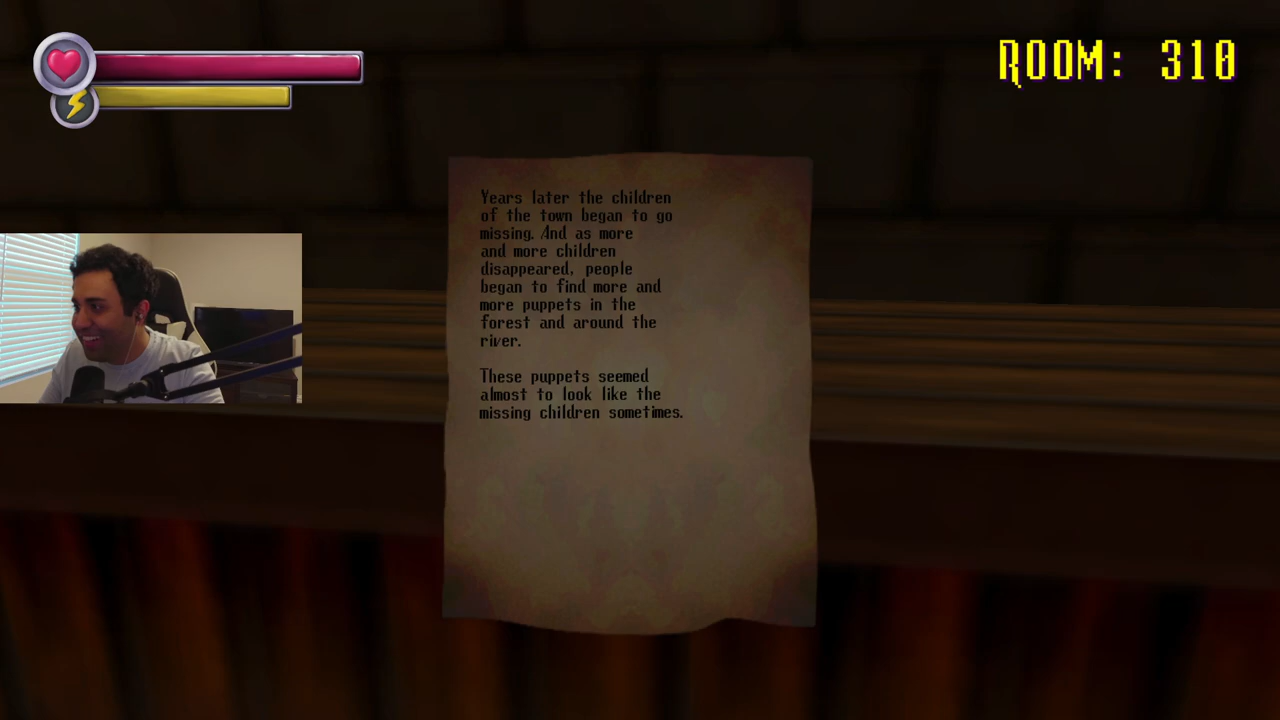 ROOM: 310
Years later the children
of the town began to go
missing. And as more
and more children
disappeared, people
began to find more and
more puppets in the
forest and around the
river.
These puppets seemed
almost to look like the
missing children sometimes.